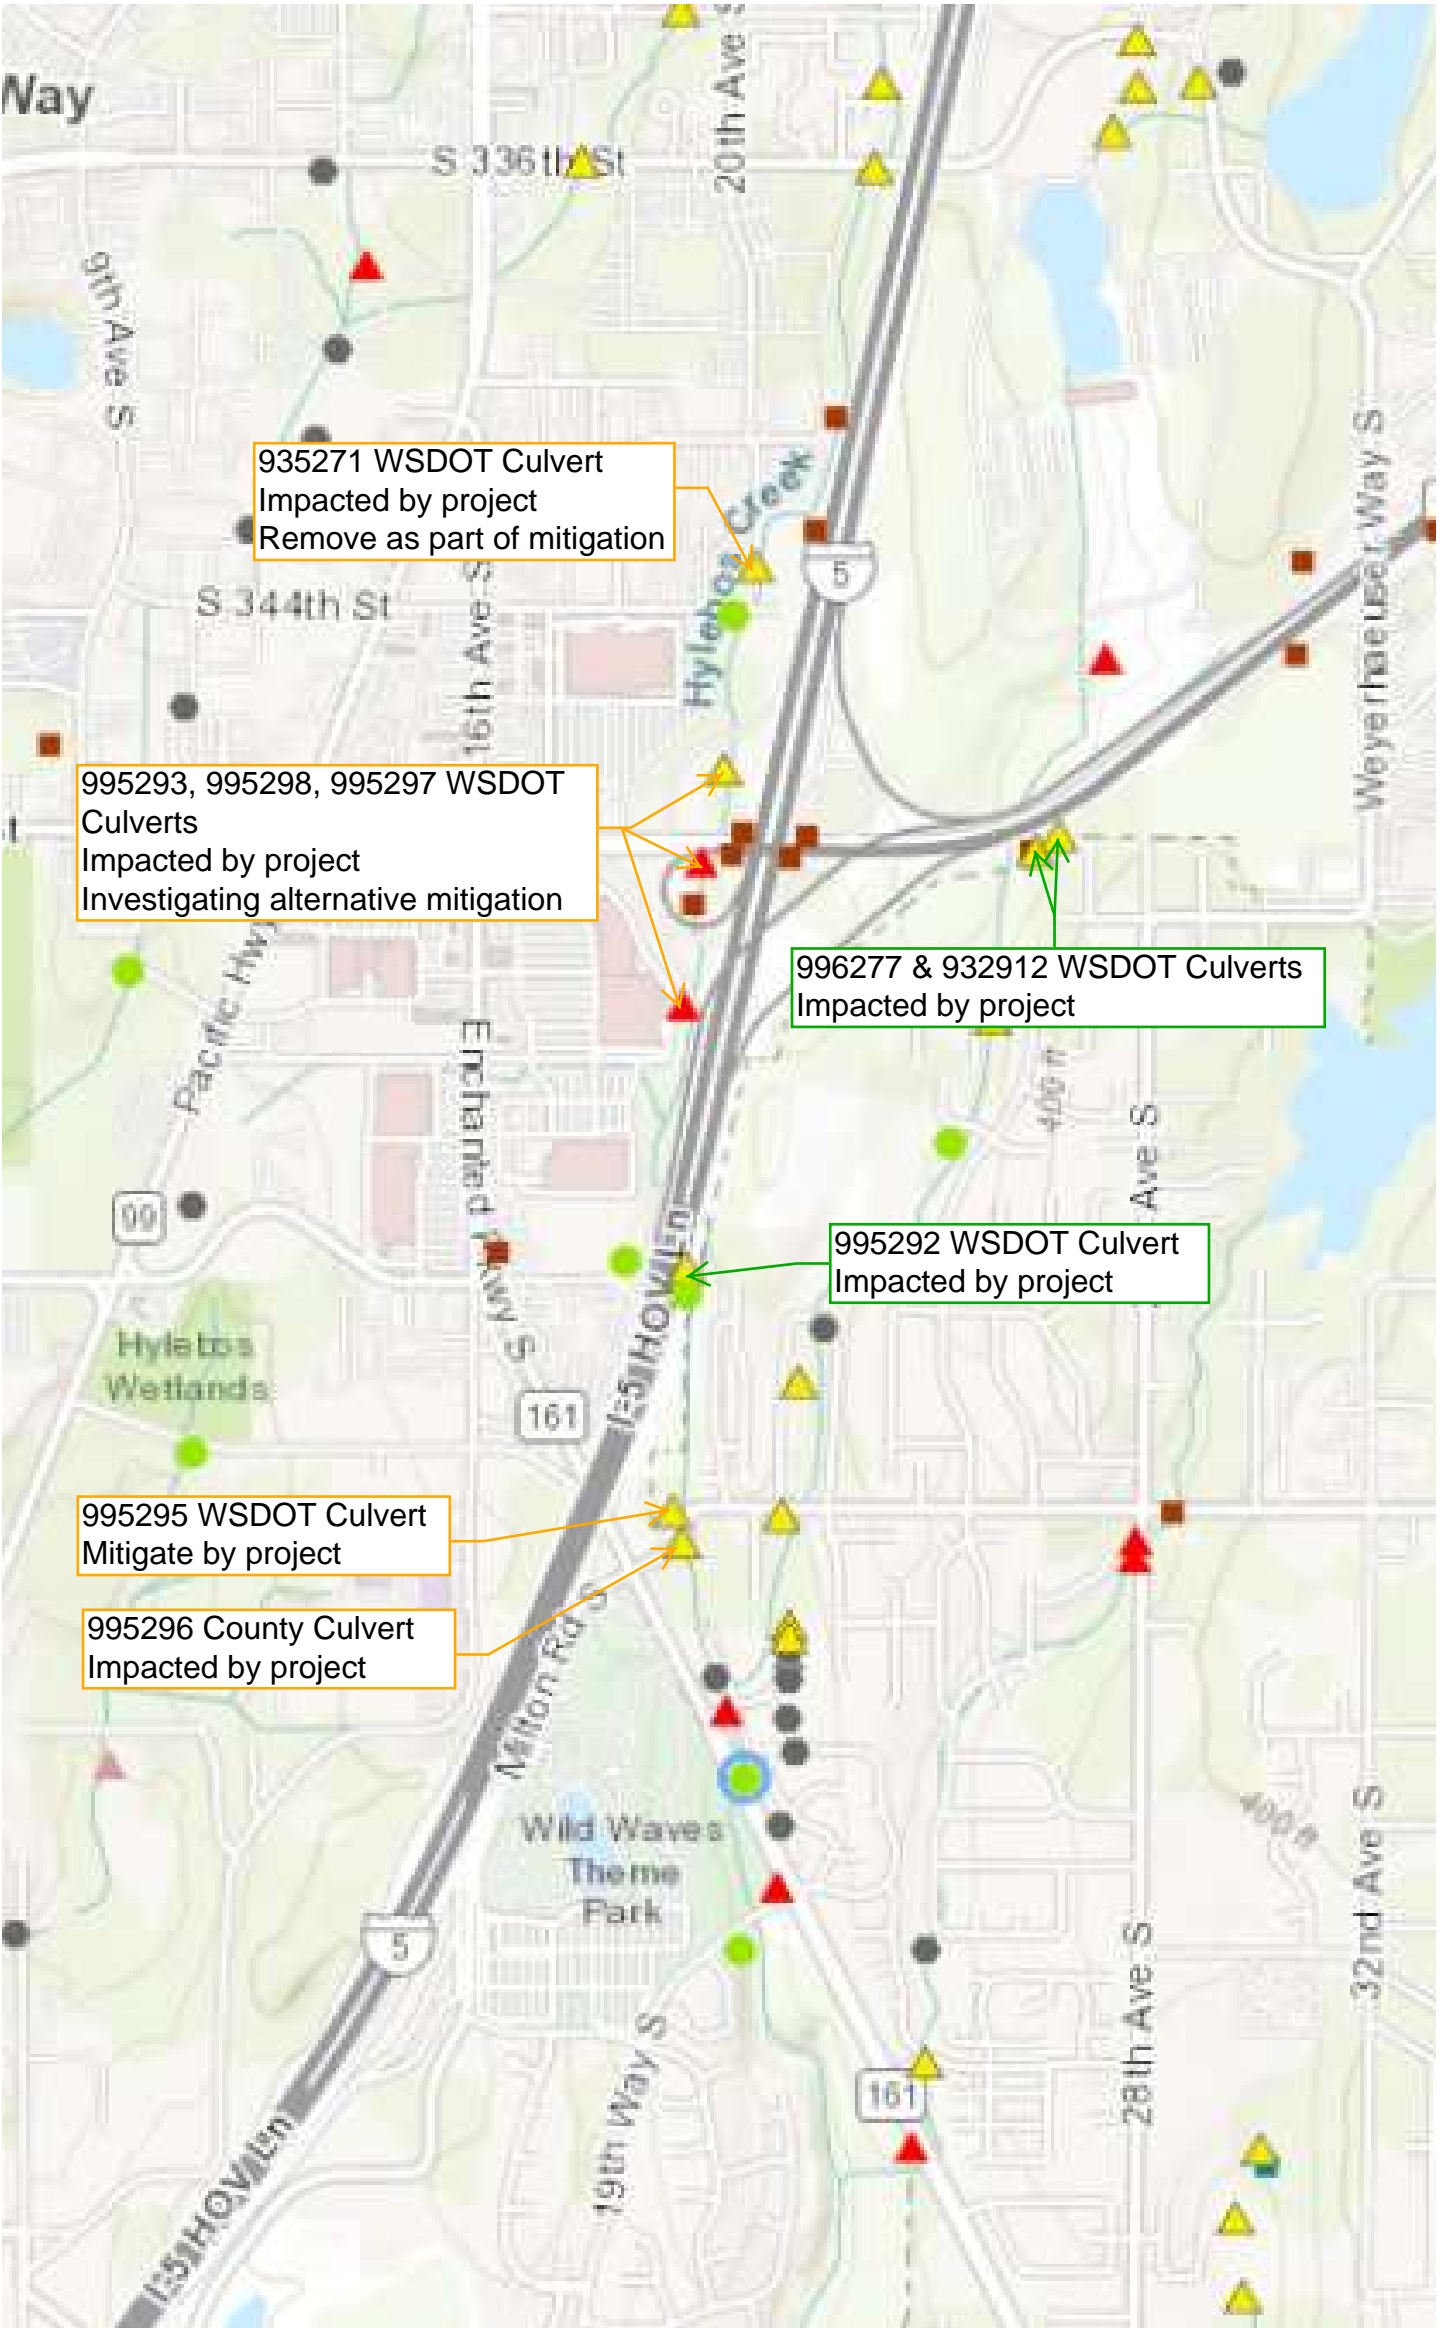 Way
20th Ave S
S 336th St
9th Ave S
935271 WSDOT Culvert
Impacted by project
Remove as part of mitigation
Hylebos Creek
5
S 344th St
16th Ave S
Weyerhaeuser Way S
995293, 995298, 995297 WSDOT
Culverts
Impacted by project
Investigating alternative mitigation
996277 & 932912 WSDOT Culverts
Impacted by project
Pacific Hwy
Enchanted Pkwy S
400 ft
Ave S
99
995292 WSDOT Culvert
Impacted by project
Hylebos
Wetlands
161
I-5 HOV Ln
995295 WSDOT Culvert
Mitigate by project
995296 County Culvert
Impacted by project
Milton Rd S
Wild Waves
Theme
Park
400 ft
32nd Ave S
5
28th Ave S
19th Way S
161
I-5 HOV Ln